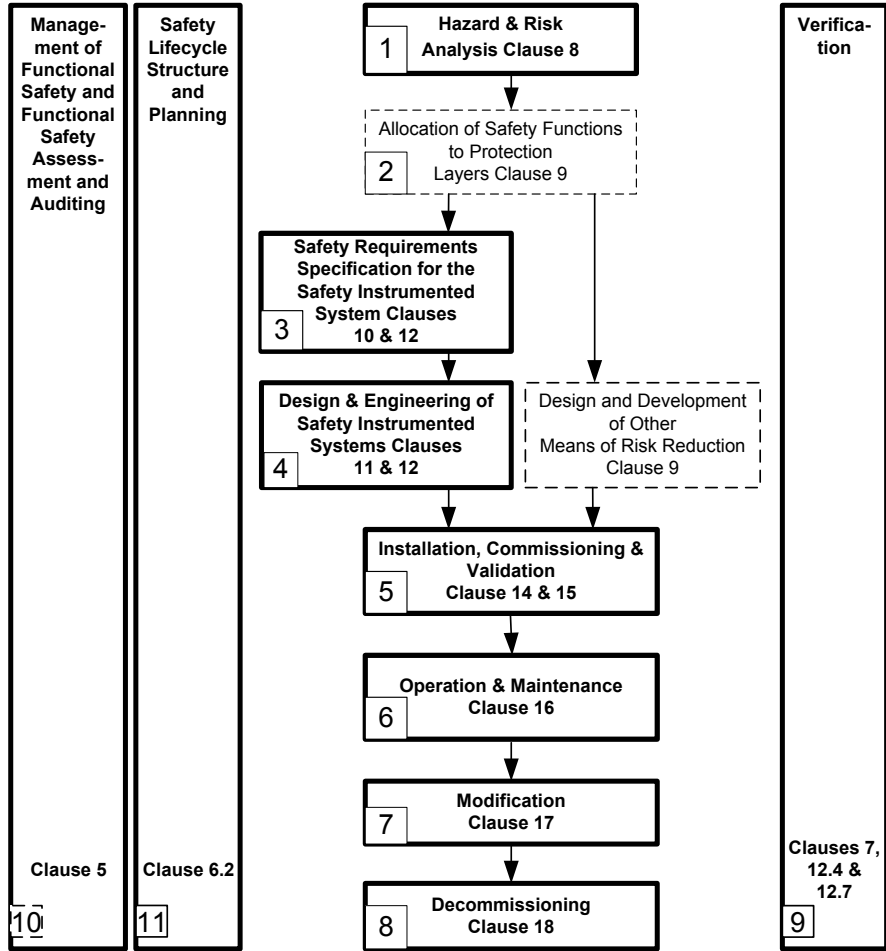 Manage-
ment of
Functional
Safety and
Functional
Safety
Assess-
ment and
Auditing
Clause 5
10
Safety
Lifecycle
Structure
and
Planning
Clause 6.2
11
Hazard & Risk
Analysis Clause 8
1
Allocation of Safety Functions
to Protection
Layers Clause 9
2
Safety Requirements
Specification for the
Safety Instrumented
System Clauses
10 & 12
3
Design & Engineering of
Safety Instrumented
Systems Clauses
11 & 12
4
Design and Development
of Other
Means of Risk Reduction
Clause 9
Installation, Commissioning &
Validation
Clause 14 & 15
5
Operation & Maintenance
Clause 16
6
Modification
Clause 17
7
Decommissioning
Clause 18
8
Verifica-
tion
Clauses 7,
12.4 &
12.7
9